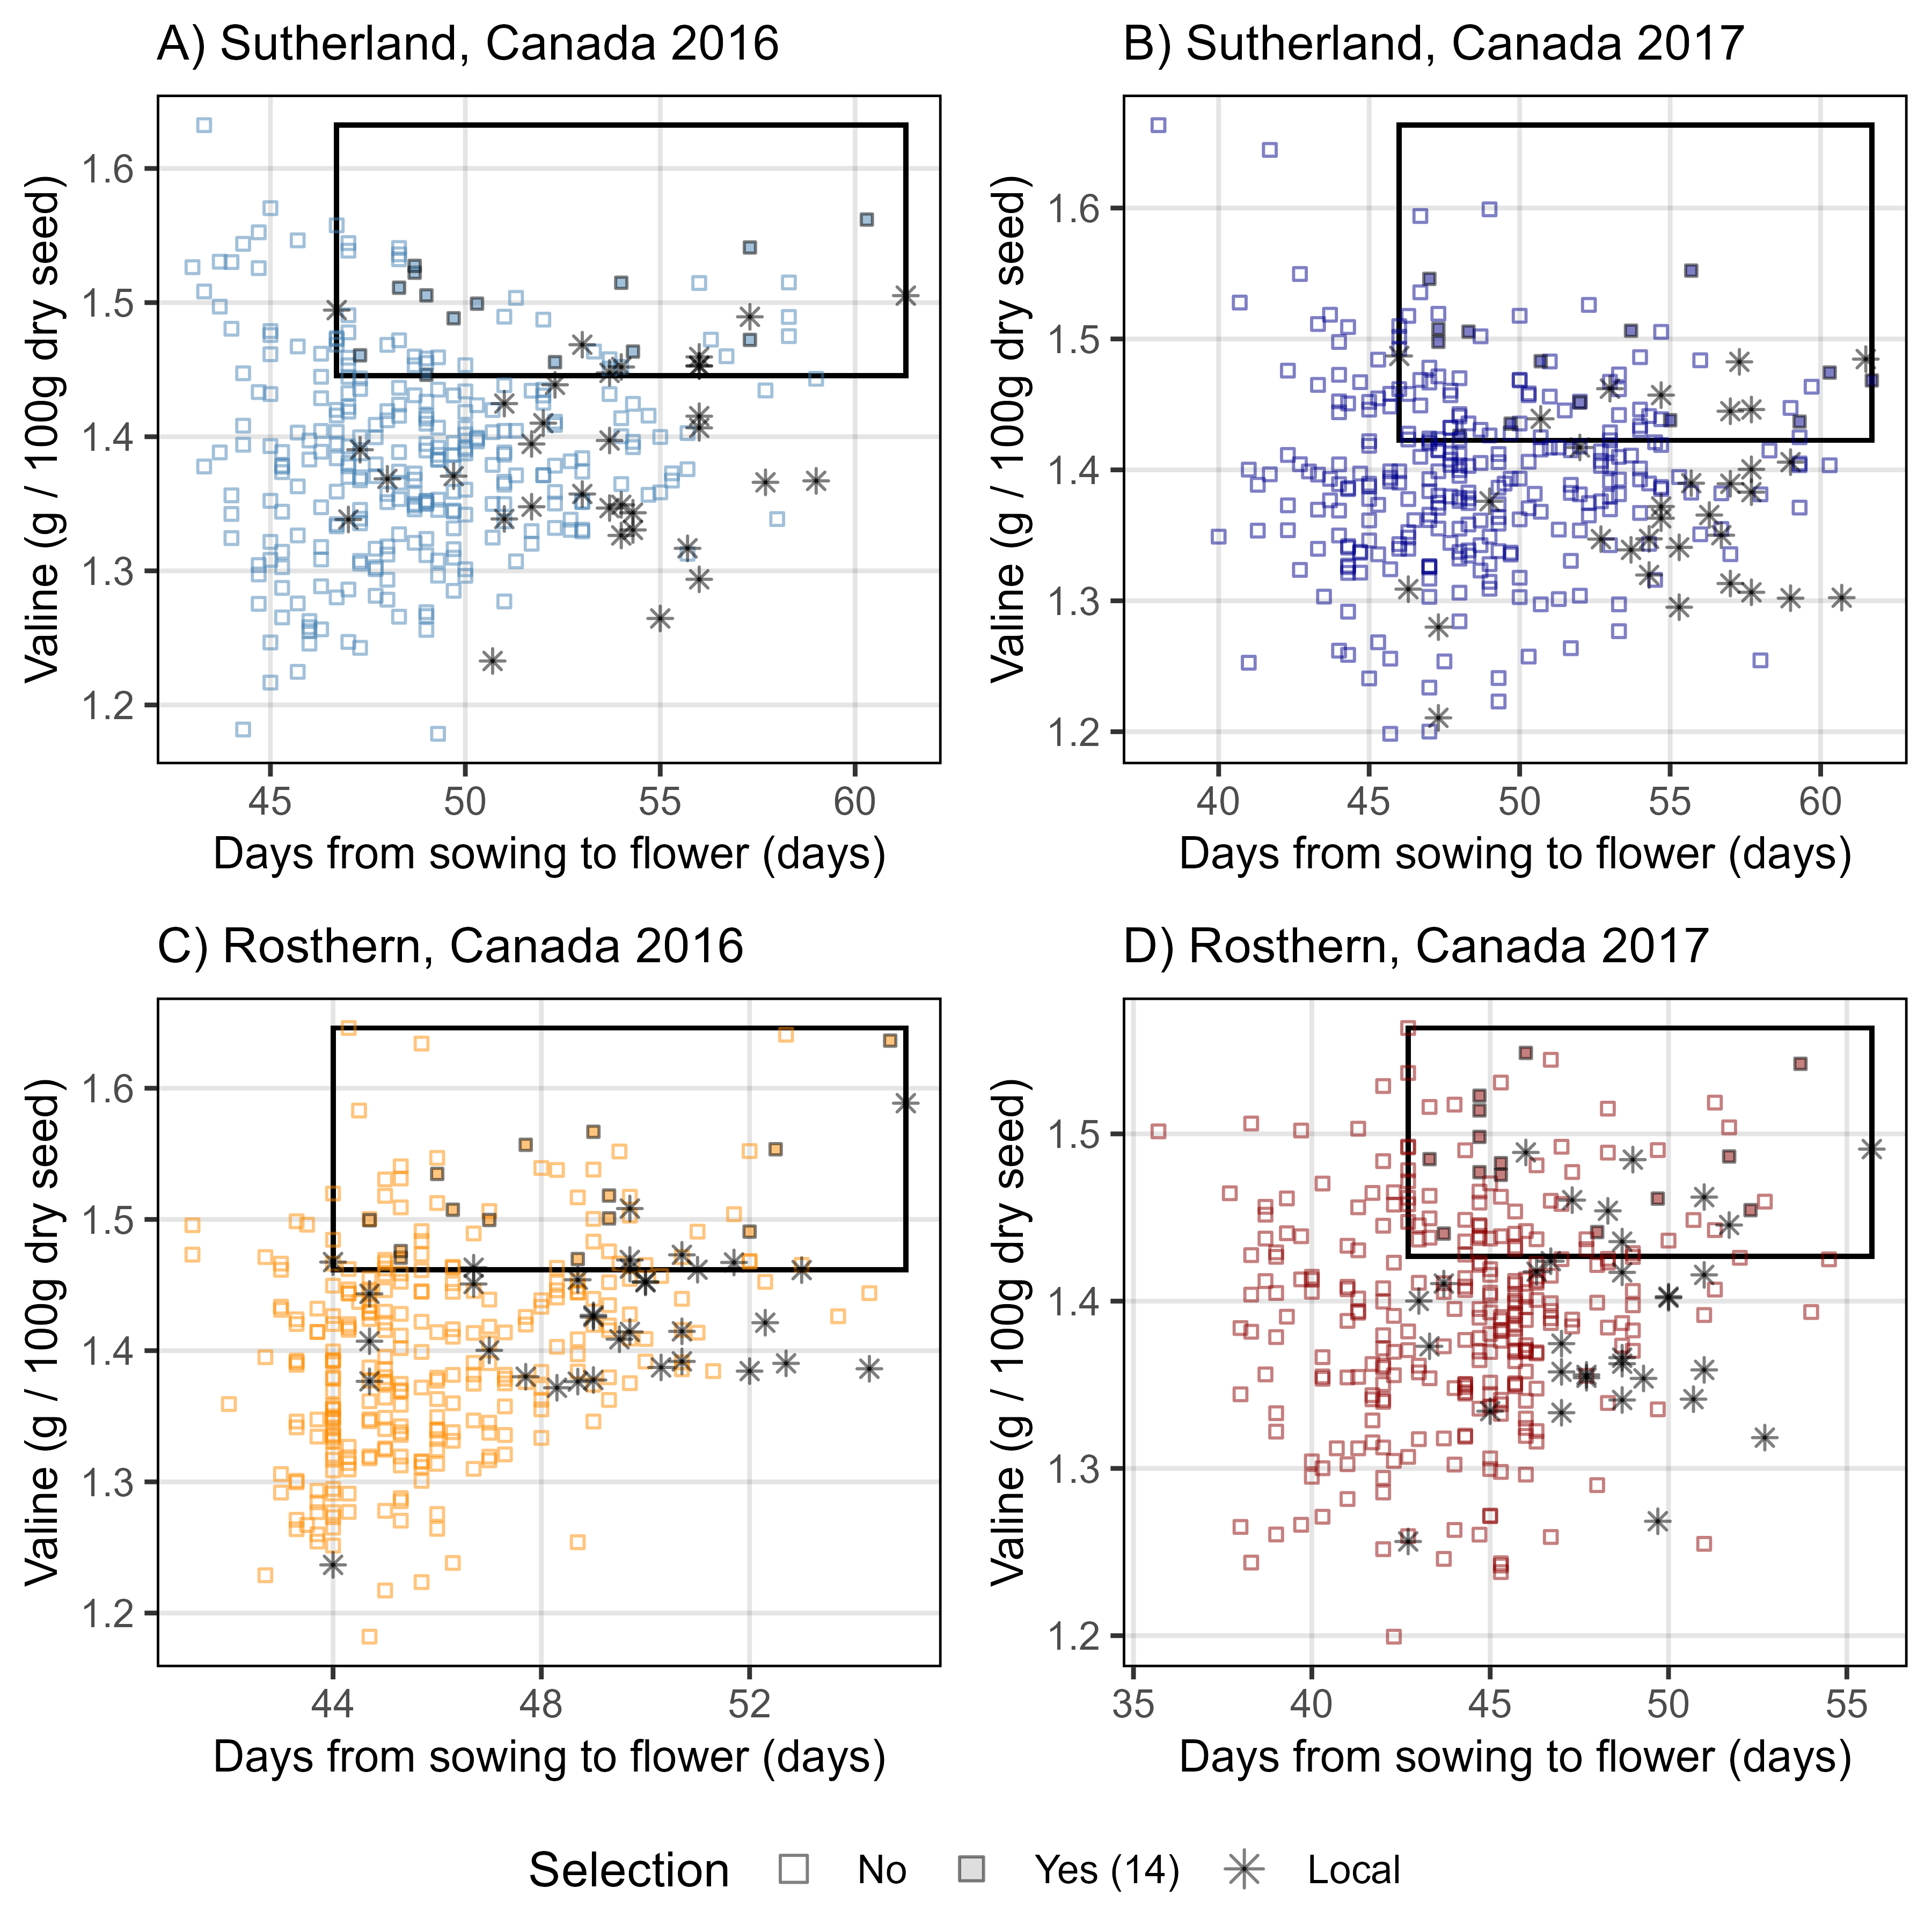 A) Sutherland, Canada 2016
Valine (g / 100g dry seed)
1.6
1.5
1.4
1.3
1.2
45 50 55 60
Days from sowing to flower (days)
B) Sutherland, Canada 2017
Valine (g / 100g dry seed)
1.6
1.5
1.4
1.3
1.2
40 45 50 55 60
Days from sowing to flower (days)
C) Rosthern, Canada 2016
Valine (g / 100g dry seed)
1.6
1.5
1.4
1.3
1.2
44 48 52
Days from sowing to flower (days)
D) Rosthern, Canada 2017
Valine (g / 100g dry seed)
1.5
1.4
1.3
1.2
35 40 45 50 55
Days from sowing to flower (days)
Selection No Yes (14) Local